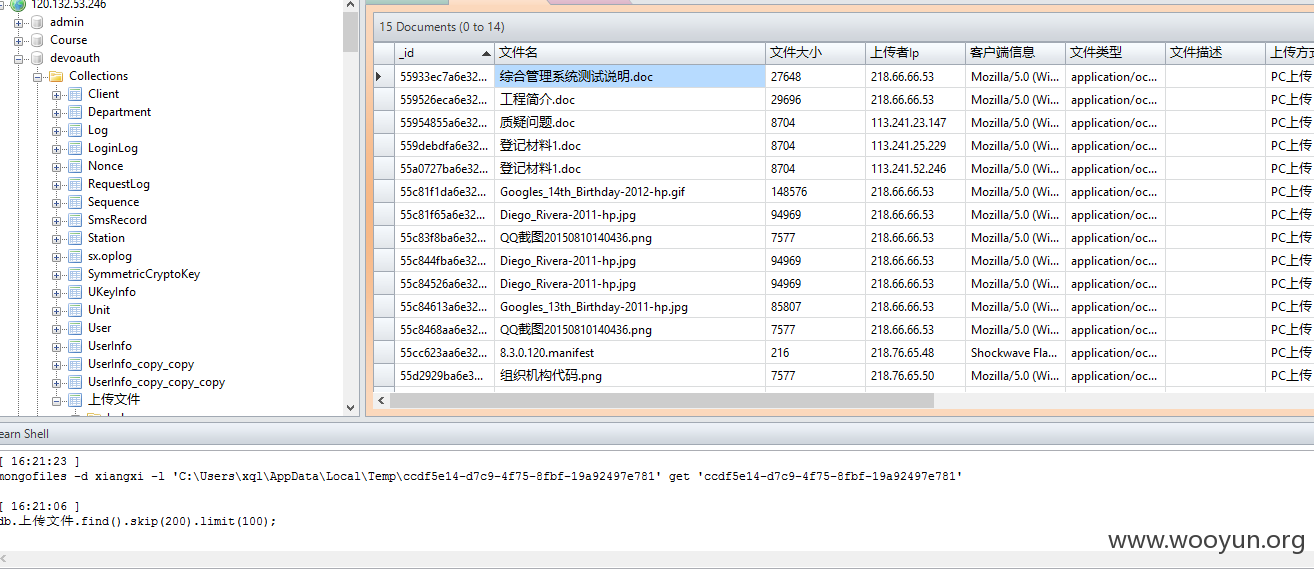 120.132.53.246
admin
Course
devoauth
Collections
Client
Department
Log
LoginLog
Nonce
RequestLog
Sequence
SmsRecord
Station
sx.oplog
SymmetricCryptoKey
UKeyInfo
Unit
User
UserInfo
UserInfo_copy_copy
UserInfo_copy_copy_copy
上传文件
15 Documents (0 to 14)
_id 文件名 文件大小 上传者Ip 客户端信息 文件类型 文件描述 上传方式
55933ec7a6e32... 综合管理系统测试说明.doc 27648 218.66.66.53 Mozilla/5.0 (Wi... application/oc... PC上传
559526eca6e32... 工程简介.doc 29696 218.66.66.53 Mozilla/5.0 (Wi... application/oc... PC上传
55954855a6e32... 质疑问题.doc 8704 113.241.23.147 Mozilla/5.0 (Wi... application/oc... PC上传
559debdfa6e32... 登记材料1.doc 8704 113.241.25.229 Mozilla/5.0 (Wi... application/oc... PC上传
55a0727ba6e32... 登记材料1.doc 8704 113.241.52.246 Mozilla/5.0 (Wi... application/oc... PC上传
55c81f1da6e32... Googles_14th_Birthday-2012-hp.gif 148576 218.66.66.53 Mozilla/5.0 (Wi... application/oc... PC上传
55c81f65a6e32... Diego_Rivera-2011-hp.jpg 94969 218.66.66.53 Mozilla/5.0 (Wi... application/oc... PC上传
55c83f8ba6e32... QQ截图20150810140436.png 7577 218.66.66.53 Mozilla/5.0 (Wi... application/oc... PC上传
55c844fba6e32... Diego_Rivera-2011-hp.jpg 94969 218.66.66.53 Mozilla/5.0 (Wi... application/oc... PC上传
55c84526a6e32... Diego_Rivera-2011-hp.jpg 94969 218.66.66.53 Mozilla/5.0 (Wi... application/oc... PC上传
55c84613a6e32... Googles_13th_Birthday-2011-hp.jpg 85807 218.66.66.53 Mozilla/5.0 (Wi... application/oc... PC上传
55c8468aa6e32... QQ截图20150810140436.png 7577 218.66.66.53 Mozilla/5.0 (Wi... application/oc... PC上传
55cc623aa6e32... 8.3.0.120.manifest 216 218.76.65.48 Shockwave Fla... application/oc... PC上传
55d2929ba6e3... 组织机构代码.png 7577 218.76.65.50 Mozilla/5.0 (Wi... application/oc... PC上传
earn Shell
[ 16:21:23 ]
mongofiles -d xiangxi -l 'C:\Users\xql\AppData\Local\Temp\ccdf5e14-d7c9-4f75-8fbf-19a92497e781' get 'ccdf5e14-d7c9-4f75-8fbf-19a92497e781'
[ 16:21:06 ]
db.上传文件.find().skip(200).limit(100);
www.wooyun.org